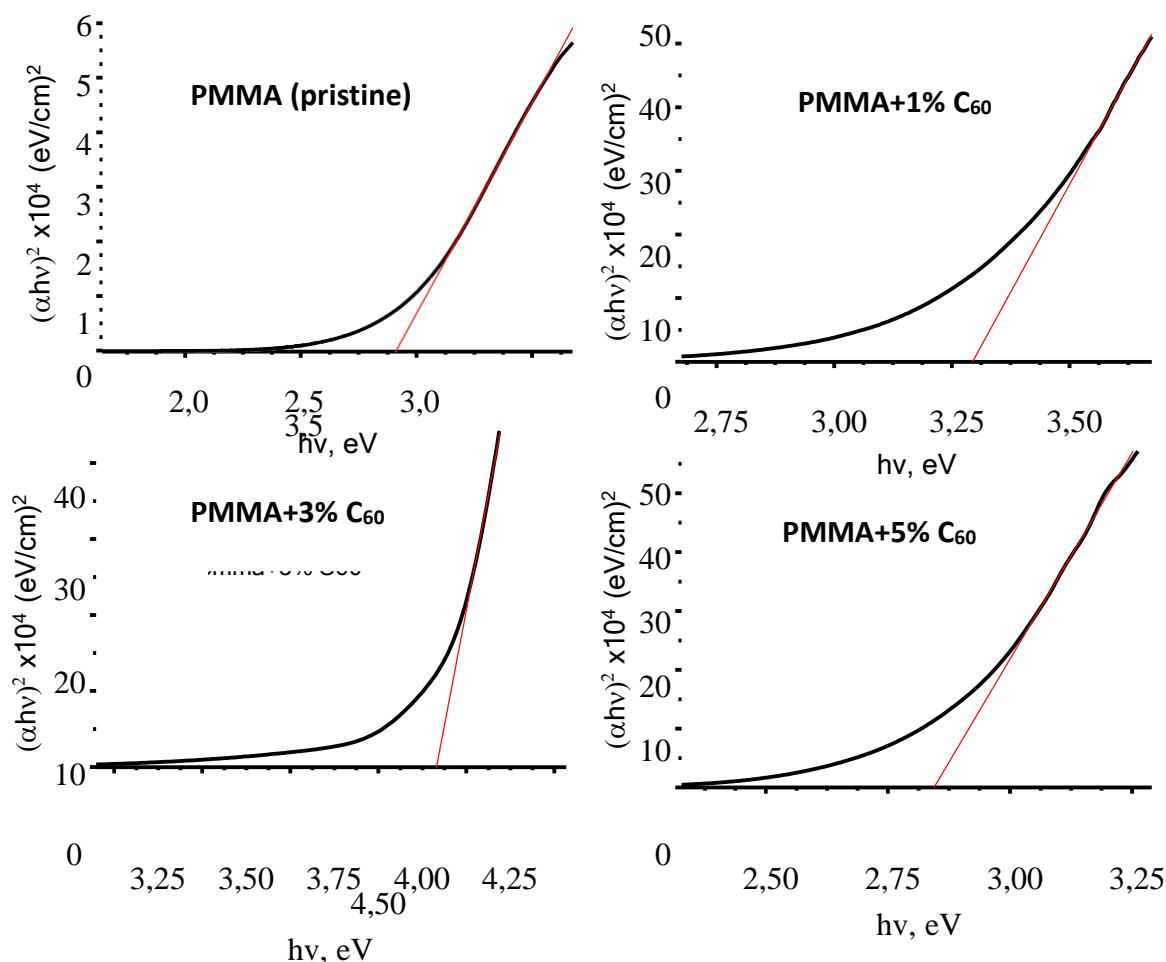 6
5
4
3
2
1
0
(αhν)² x10⁴ (eV/cm)²
PMMA (pristine)
2,0 2,5 3,0
3,5
hν, eV
50
40
30
20
10
0
(αhν)² x10⁴ (eV/cm)²
PMMA+1% C₆₀
2,75 3,00 3,25 3,50
hν, eV
40
30
20
10
0
(αhν)² x10⁴ (eV/cm)²
PMMA+3% C₆₀
3,25 3,50 3,75 4,00 4,25
4,50
hν, eV
50
40
30
20
10
0
(αhν)² x10⁴ (eV/cm)²
PMMA+5% C₆₀
2,50 2,75 3,00 3,25
hν, eV